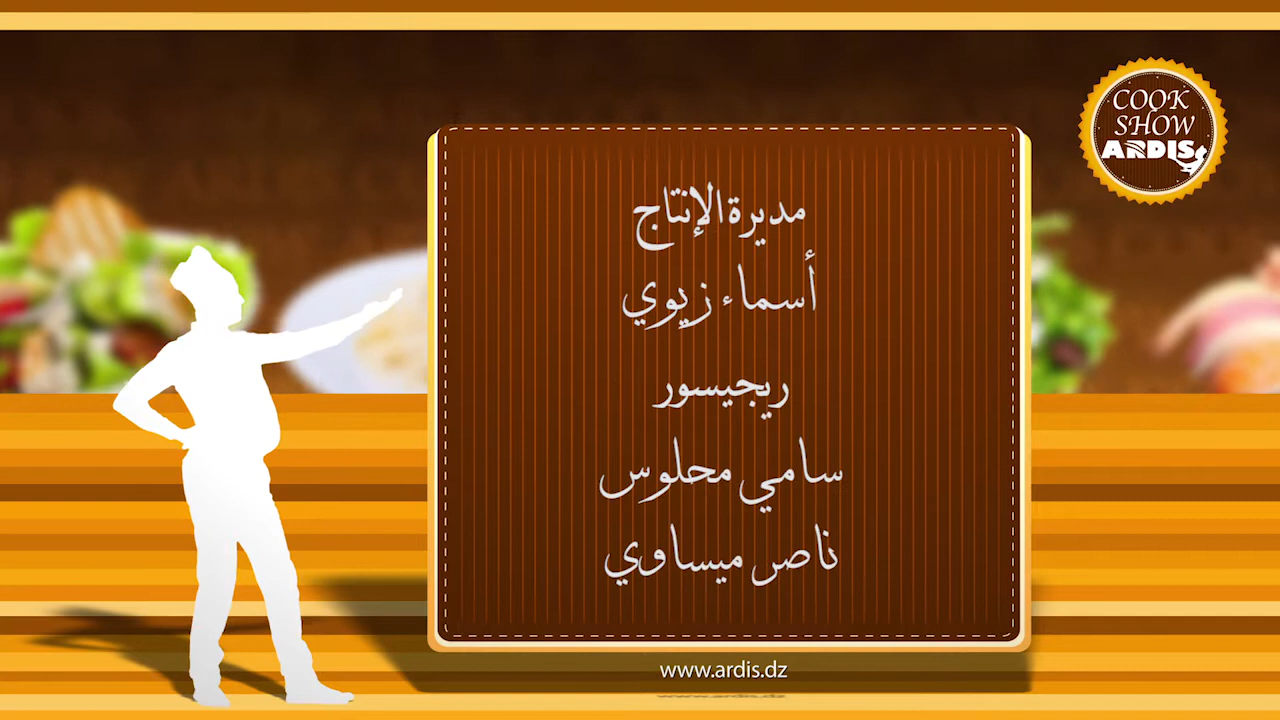 COOK
SHOW
ARDIS
مديرة الإنتاج
أسماء زيوي
ريجيسور
سامي محلوس
ناصر ميساوي
www.ardis.dz